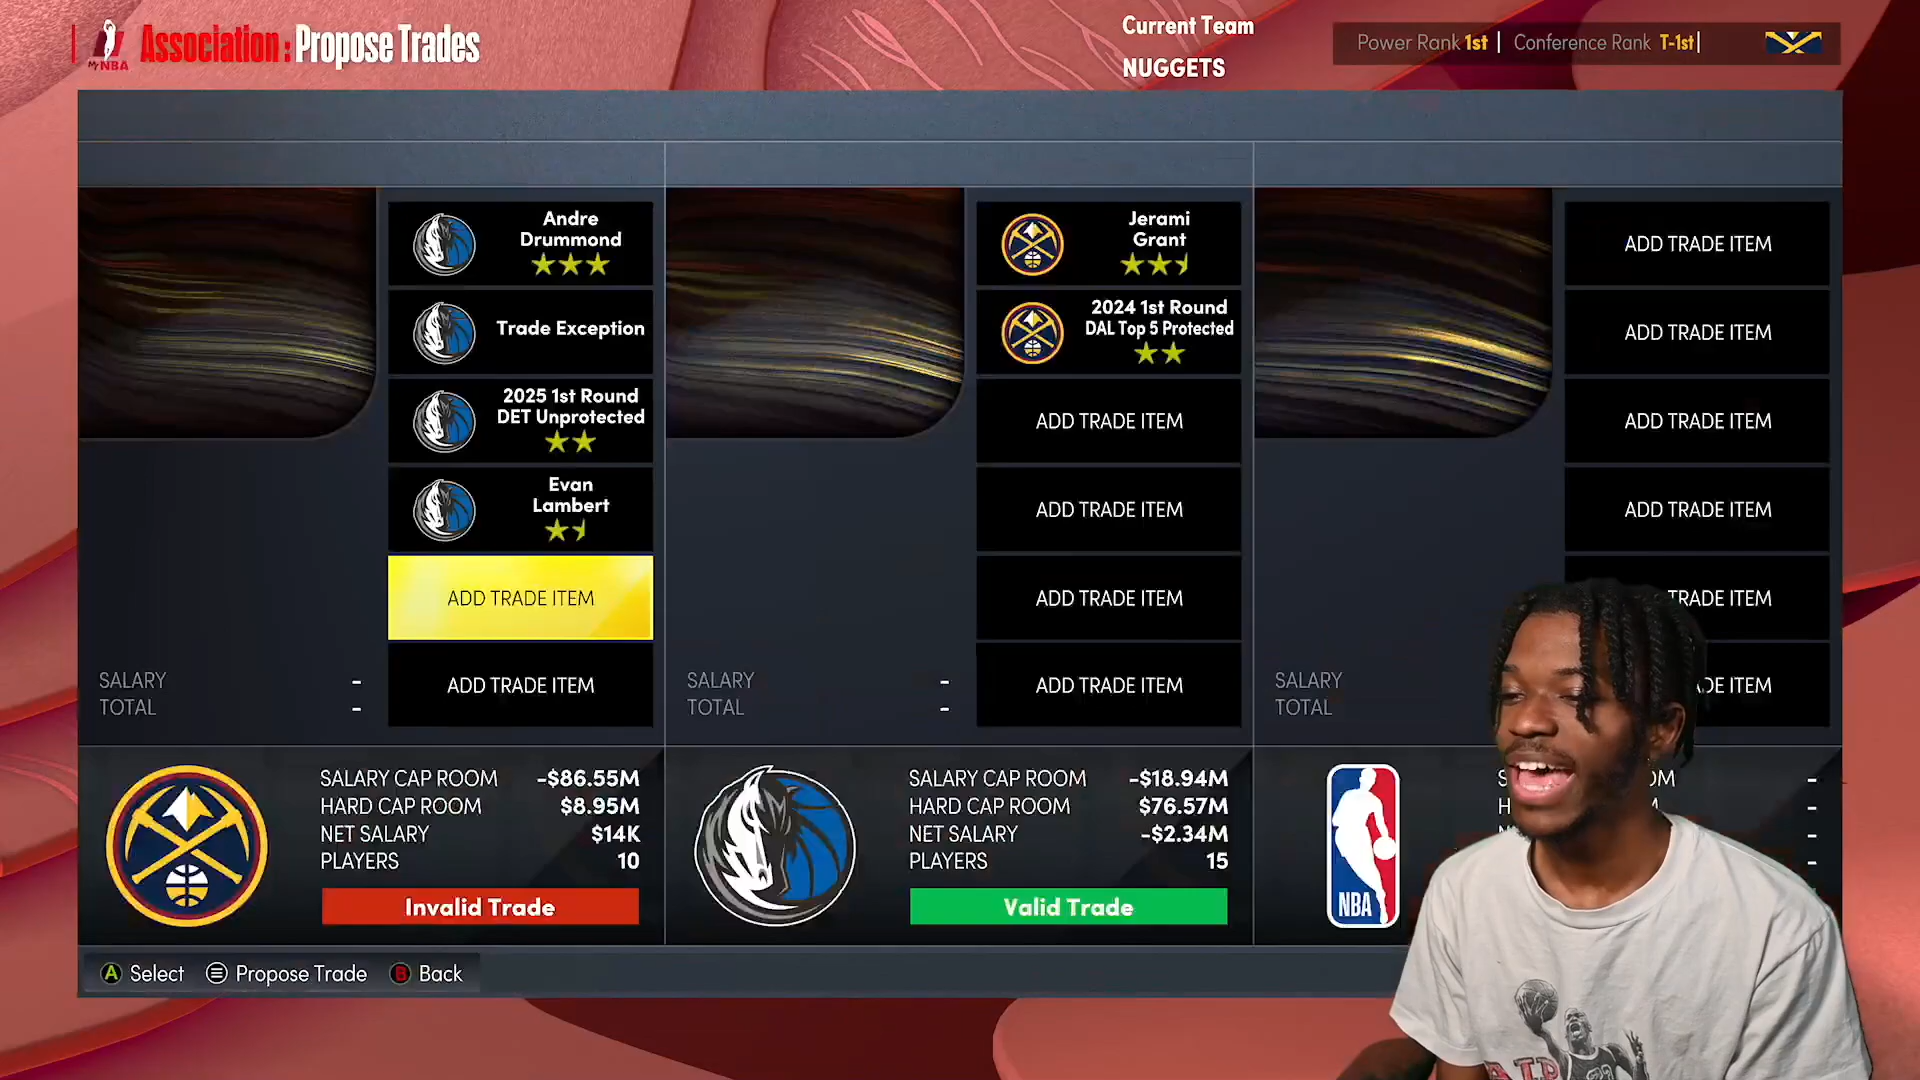 MyNBA
Association : Propose Trades
Current Team
NUGGETS
Power Rank 1st | Conference Rank T-1st |
Andre
Drummond
Trade Exception
2025 1st Round
DET Unprotected
Evan
Lambert
ADD TRADE ITEM
ADD TRADE ITEM
SALARY -
TOTAL -
Jerami
Grant
2024 1st Round
DAL Top 5 Protected
ADD TRADE ITEM
ADD TRADE ITEM
ADD TRADE ITEM
ADD TRADE ITEM
SALARY -
TOTAL -
ADD TRADE ITEM
ADD TRADE ITEM
ADD TRADE ITEM
ADD TRADE ITEM
TRADE ITEM
ITEM
SALARY
TOTAL
SALARY CAP ROOM -$86.55M
HARD CAP ROOM $8.95M
NET SALARY $14K
PLAYERS 10
Invalid Trade
SALARY CAP ROOM -$18.94M
HARD CAP ROOM $76.57M
NET SALARY -$2.34M
PLAYERS 15
Valid Trade
NBA
-
-
-
-
A Select Propose Trade B Back
AIR
23